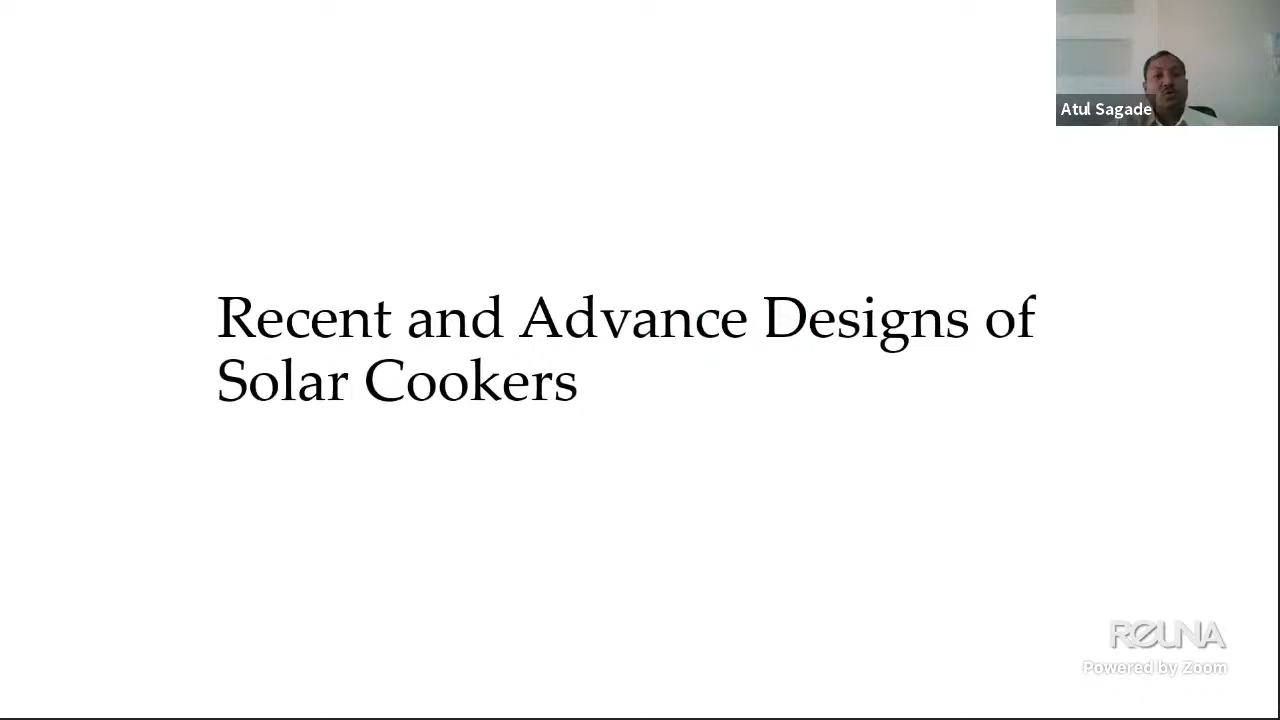 Atul Sagade
Recent and Advance Designs of
Solar Cookers
REUNA
Powered by Zoom